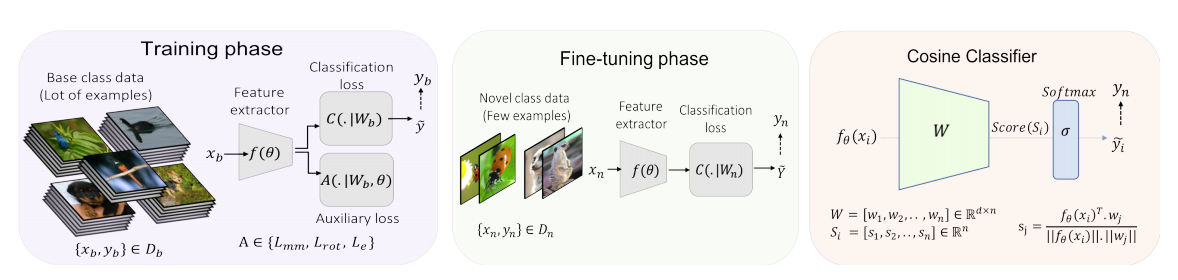 Training phase
Base class data
(Lot of examples)
Feature
extractor
Classification
loss
y_b
x_b
f(θ)
C(. |W_b)
ỹ
A(. |W_b, θ)
Auxiliary loss
{x_b, y_b} ∈ D_b
A ∈ {L_mm, L_rot, L_e}
Fine-tuning phase
Novel class data
(Few examples)
Feature
extractor
Classification
loss
y_n
x_n
f(θ)
C(. |W_n)
Ỹ
{x_n, y_n} ∈ D_n
Cosine Classifier
Softmax
y_n
f_θ(x_i)
W
Score(S_i)
σ
ỹ_i
W = [w_1, w_2, . . , w_n] ∈ ℝ^{d×n}
S_i = [s_1, s_2, . . , s_n] ∈ ℝ^n
s_j = f_θ(x_i)^T . w_j / ||f_θ(x_i)||. ||w_j||